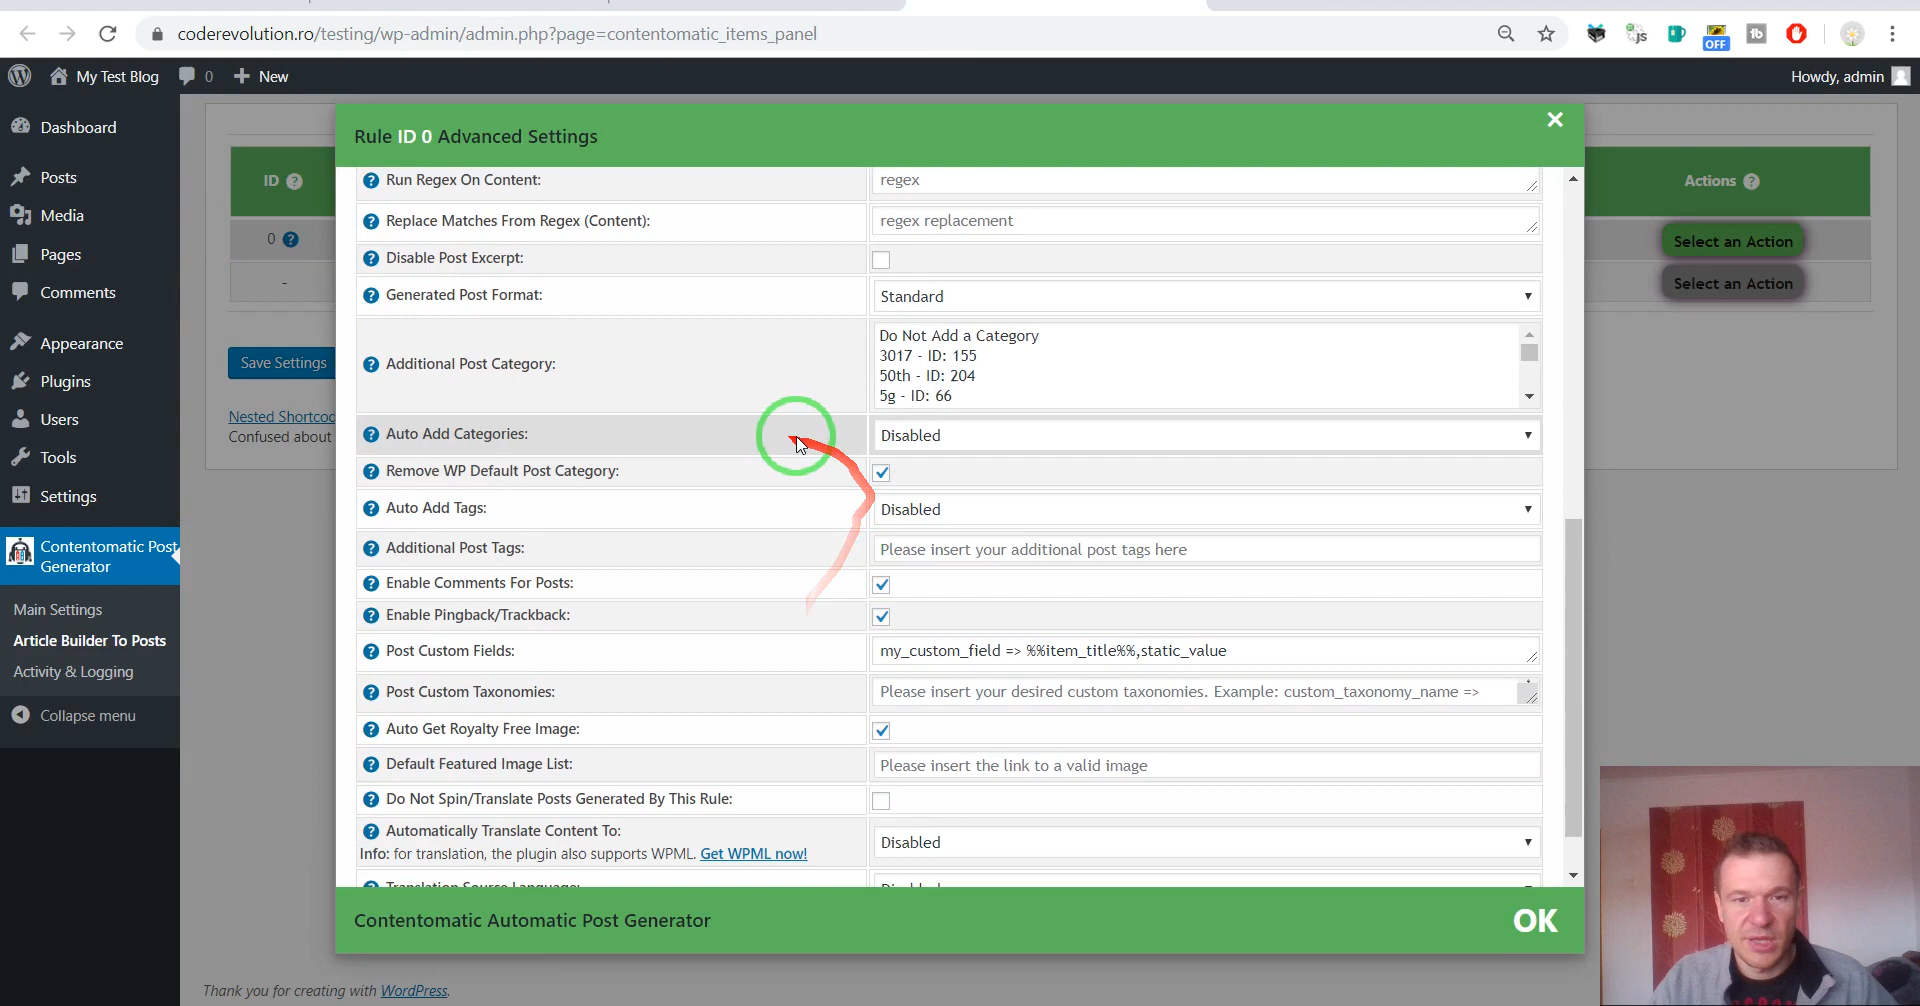 coderevolution.ro/testing/wp-admin/admin.php?page=contentomatic_items_panel
js
OFF
tb
My Test Blog
0
New
Howdy, admin
Dashboard
Posts
Media
Pages
Comments
Appearance
Plugins
Users
Tools
Settings
Contentomatic Post
Generator
Main Settings
Article Builder To Posts
Activity & Logging
Collapse menu
ID
0
-
Save Settings
Nested Shortcod
Confused about
Actions
Select an Action
Select an Action
Rule ID 0 Advanced Settings
×
Run Regex On Content:
regex
Replace Matches From Regex (Content):
regex replacement
Disable Post Excerpt:
Generated Post Format:
Standard
Additional Post Category:
Do Not Add a Category
3017 - ID: 155
50th - ID: 204
5g - ID: 66
Auto Add Categories:
Disabled
Remove WP Default Post Category:
Auto Add Tags:
Disabled
Additional Post Tags:
Please insert your additional post tags here
Enable Comments For Posts:
Enable Pingback/Trackback:
Post Custom Fields:
my_custom_field => %%item_title%%,static_value
Post Custom Taxonomies:
Please insert your desired custom taxonomies. Example: custom_taxonomy_name =>
Auto Get Royalty Free Image:
Default Featured Image List:
Please insert the link to a valid image
Do Not Spin/Translate Posts Generated By This Rule:
Automatically Translate Content To:
Info: for translation, the plugin also supports WPML. Get WPML now!
Disabled
Translation Source Language:
Disabled
Contentomatic Automatic Post Generator
OK
Thank you for creating with WordPress.